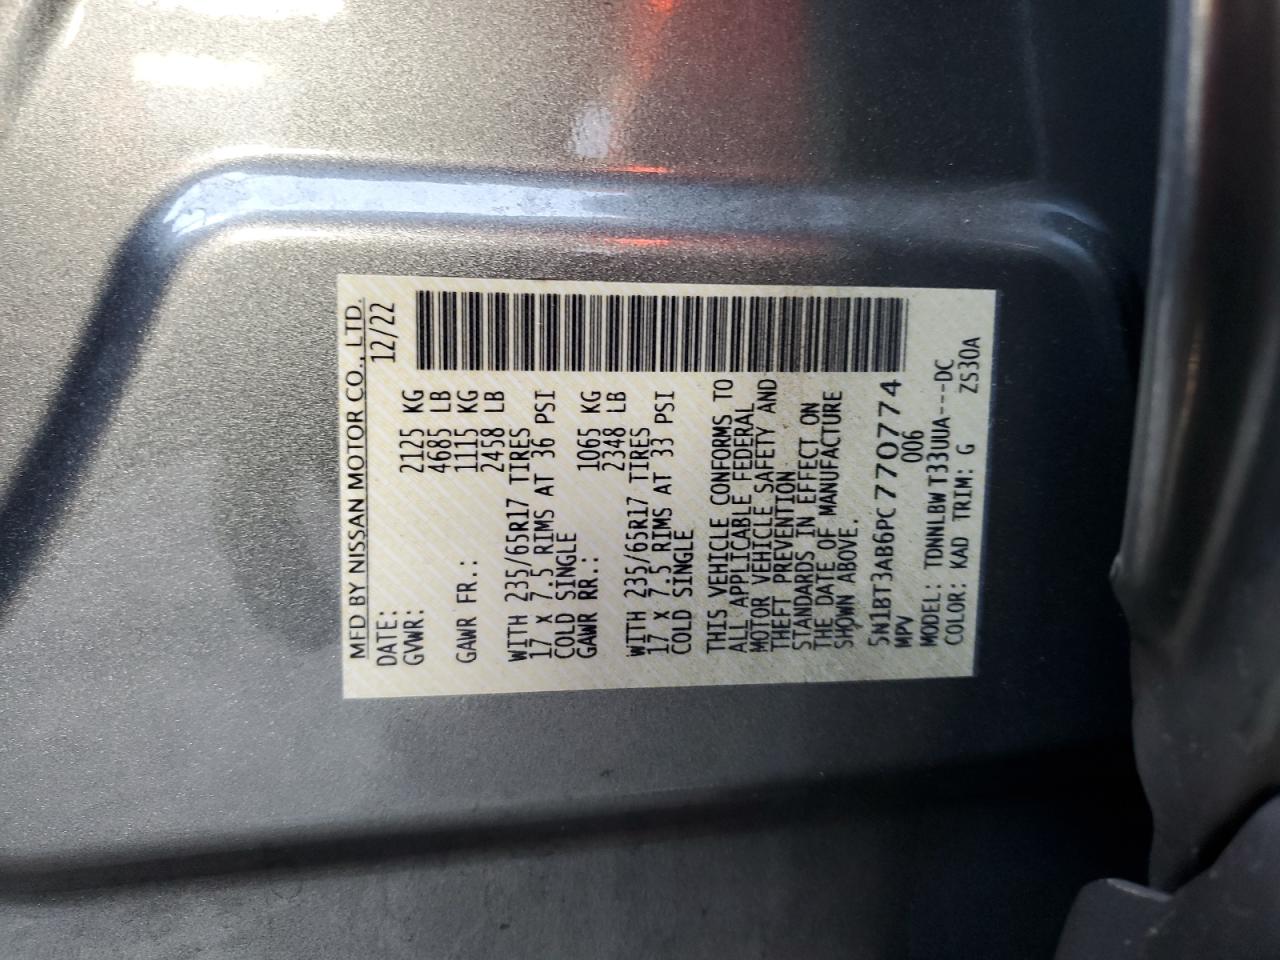 MFD BY NISSAN MOTOR CO., LTD.
DATE: 12/22
GVWR: 2125 KG
4685 LB
GAWR FR.: 1115 KG
2458 LB
WITH 235/65R17 TIRES
17 X 7.5 RIMS AT 36 PSI
COLD SINGLE
GAWR RR.: 1065 KG
2348 LB
WITH 235/65R17 TIRES
17 X 7.5 RIMS AT 33 PSI
COLD SINGLE
THIS VEHICLE CONFORMS TO
ALL APPLICABLE FEDERAL
MOTOR VEHICLE SAFETY AND
THEFT PREVENTION
STANDARDS IN EFFECT ON
THE DATE OF MANUFACTURE
SHOWN ABOVE.
5N1BT3AB6PC770774
MPV 006
MODEL: TDNNLBW T33UUA---DC
COLOR: KAD TRIM: G ZS30A